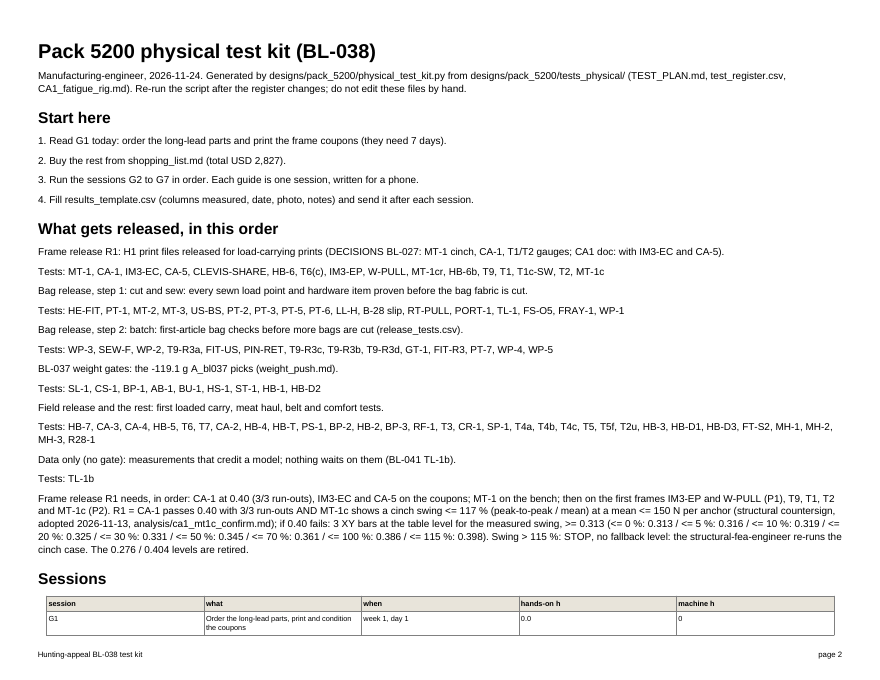 Pack 5200 physical test kit (BL-038)
Manufacturing-engineer, 2026-11-24. Generated by designs/pack_5200/physical_test_kit.py from designs/pack_5200/tests_physical/ (TEST_PLAN.md, test_register.csv,
CA1_fatigue_rig.md). Re-run the script after the register changes; do not edit these files by hand.
Start here
1. Read G1 today: order the long-lead parts and print the frame coupons (they need 7 days).
2. Buy the rest from shopping_list.md (total USD 2,827).
3. Run the sessions G2 to G7 in order. Each guide is one session, written for a phone.
4. Fill results_template.csv (columns measured, date, photo, notes) and send it after each session.
What gets released, in this order
Frame release R1: H1 print files released for load-carrying prints (DECISIONS BL-027: MT-1 cinch, CA-1, T1/T2 gauges; CA1 doc: with IM3-EC and CA-5).
Tests: MT-1, CA-1, IM3-EC, CA-5, CLEVIS-SHARE, HB-6, T6(c), IM3-EP, W-PULL, MT-1cr, HB-6b, T9, T1, T1c-SW, T2, MT-1c
Bag release, step 1: cut and sew: every sewn load point and hardware item proven before the bag fabric is cut.
Tests: HE-FIT, PT-1, MT-2, MT-3, US-BS, PT-2, PT-3, PT-5, PT-6, LL-H, B-28 slip, RT-PULL, PORT-1, TL-1, FS-O5, FRAY-1, WP-1
Bag release, step 2: batch: first-article bag checks before more bags are cut (release_tests.csv).
Tests: WP-3, SEW-F, WP-2, T9-R3a, FIT-US, PIN-RET, T9-R3c, T9-R3b, T9-R3d, GT-1, FIT-R3, PT-7, WP-4, WP-5
BL-037 weight gates: the -119.1 g A_bl037 picks (weight_push.md).
Tests: SL-1, CS-1, BP-1, AB-1, BU-1, HS-1, ST-1, HB-1, HB-D2
Field release and the rest: first loaded carry, meat haul, belt and comfort tests.
Tests: HB-7, CA-3, CA-4, HB-5, T6, T7, CA-2, HB-4, HB-T, PS-1, BP-2, HB-2, BP-3, RF-1, T3, CR-1, SP-1, T4a, T4b, T4c, T5, T5f, T2u, HB-3, HB-D1, HB-D3, FT-S2, MH-1, MH-2,
MH-3, R28-1
Data only (no gate): measurements that credit a model; nothing waits on them (BL-041 TL-1b).
Tests: TL-1b
Frame release R1 needs, in order: CA-1 at 0.40 (3/3 run-outs), IM3-EC and CA-5 on the coupons; MT-1 on the bench; then on the first frames IM3-EP and W-PULL (P1), T9, T1, T2
and MT-1c (P2). R1 = CA-1 passes 0.40 with 3/3 run-outs AND MT-1c shows a cinch swing <= 117 % (peak-to-peak / mean) at a mean <= 150 N per anchor (structural countersign,
adopted 2026-11-13, analysis/ca1_mt1c_confirm.md); if 0.40 fails: 3 XY bars at the table level for the measured swing, >= 0.313 (<= 0 %: 0.313 / <= 5 %: 0.316 / <= 10 %: 0.319 / <=
20 %: 0.325 / <= 30 %: 0.331 / <= 50 %: 0.345 / <= 70 %: 0.361 / <= 100 %: 0.386 / <= 115 %: 0.398). Swing > 115 %: STOP, no fallback level: the structural-fea-engineer re-runs the
cinch case. The 0.276 / 0.404 levels are retired.
Sessions
session what when hands-on h machine h
G1 Order the long-lead parts, print and condition week 1, day 1 0.0 0
the coupons
Hunting-appeal BL-038 test kit page 2